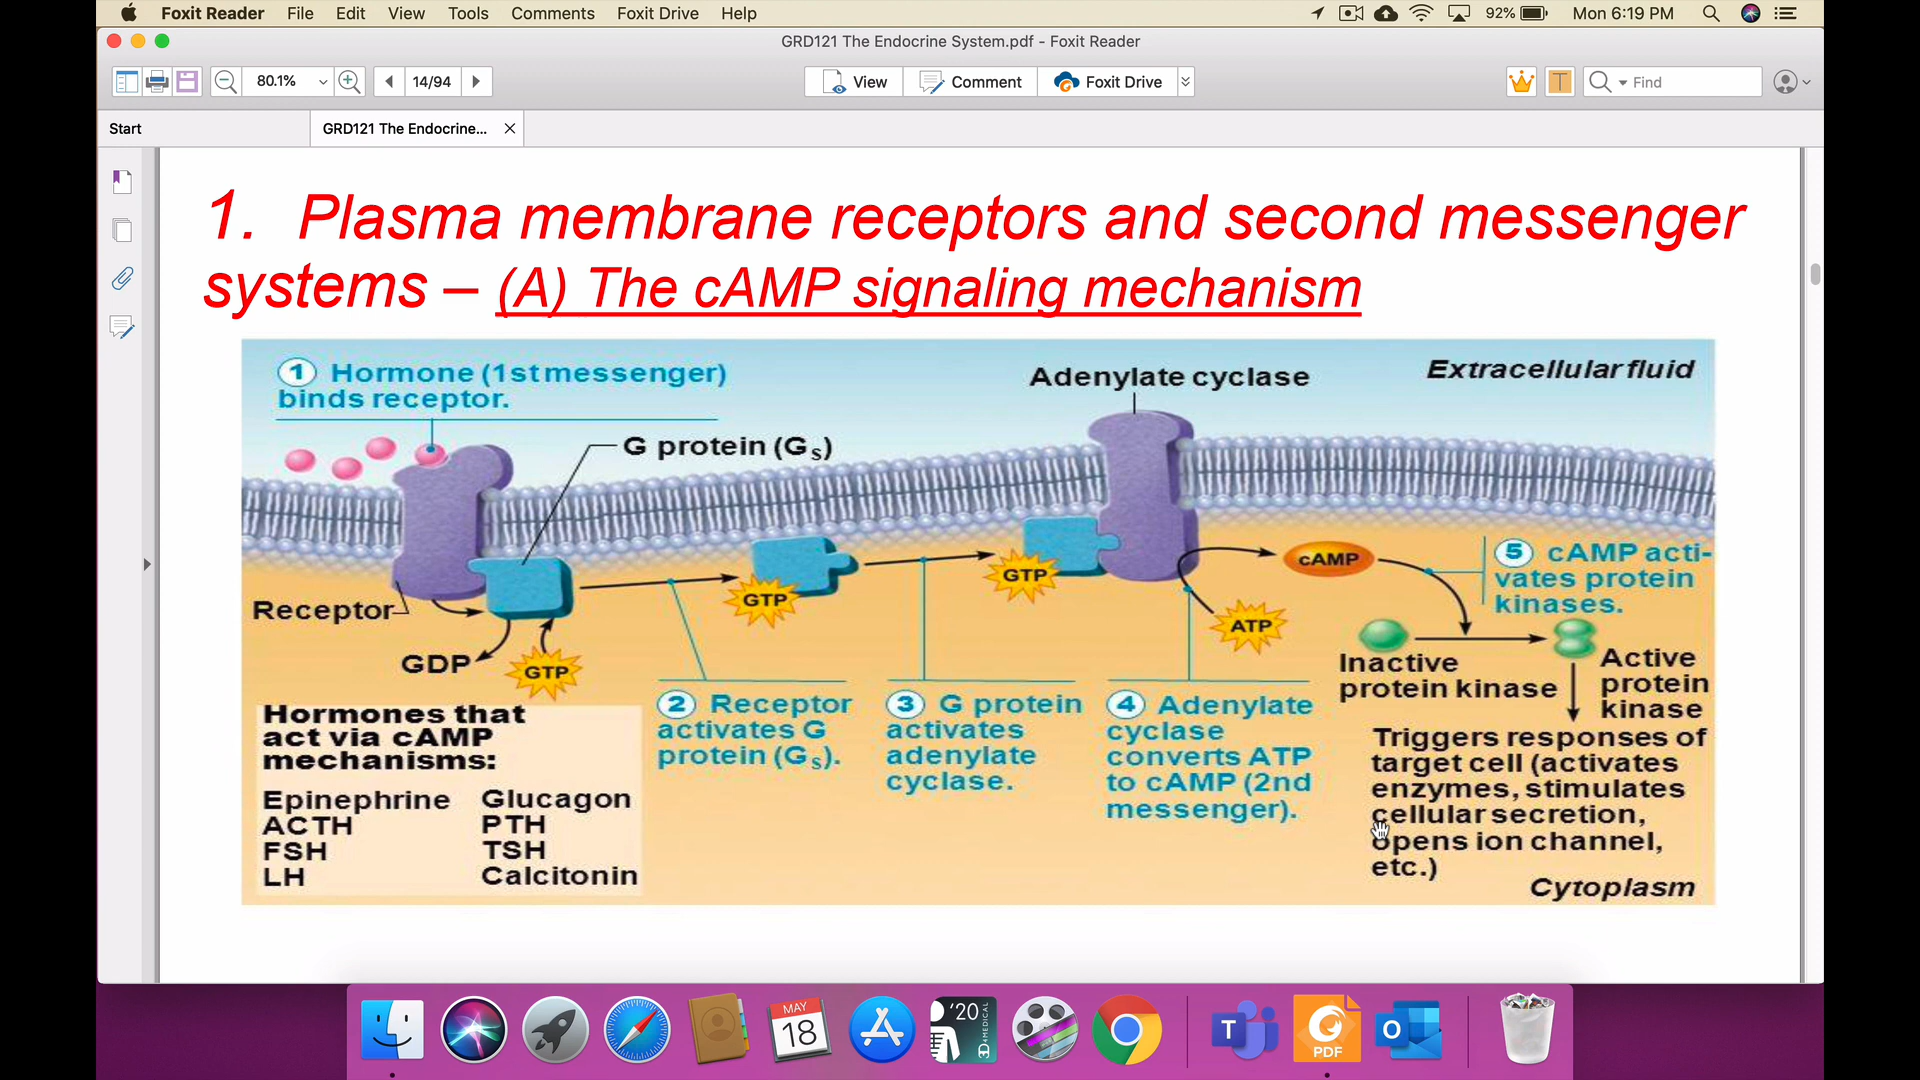 Foxit Reader File Edit View Tools Comments Foxit Drive Help 92% Mon 6:19 PM
GRD121 The Endocrine System.pdf - Foxit Reader
80.1% 14/94 View Comment Foxit Drive T Find
Start GRD121 The Endocrine...
1. Plasma membrane receptors and second messenger
systems – (A) The cAMP signaling mechanism
1 Hormone (1st messenger)
binds receptor.
G protein (Gs)
Adenylate cyclase
Extracellular fluid
Receptor
GDP
GTP
GTP
GTP
ATP
cAMP
5 cAMP acti-
vates protein
kinases.
Inactive
protein kinase
Active
protein
kinase
2 Receptor
activates G
protein (Gs).
3 G protein
activates
adenylate
cyclase.
4 Adenylate
cyclase
converts ATP
to cAMP (2nd
messenger).
Triggers responses of
target cell (activates
enzymes, stimulates
cellular secretion,
opens ion channel,
etc.)
Cytoplasm
Hormones that
act via cAMP
mechanisms:
Epinephrine Glucagon
ACTH PTH
FSH TSH
LH Calcitonin
MAY
18
'20
3D4MEDICAL
T
PDF
O